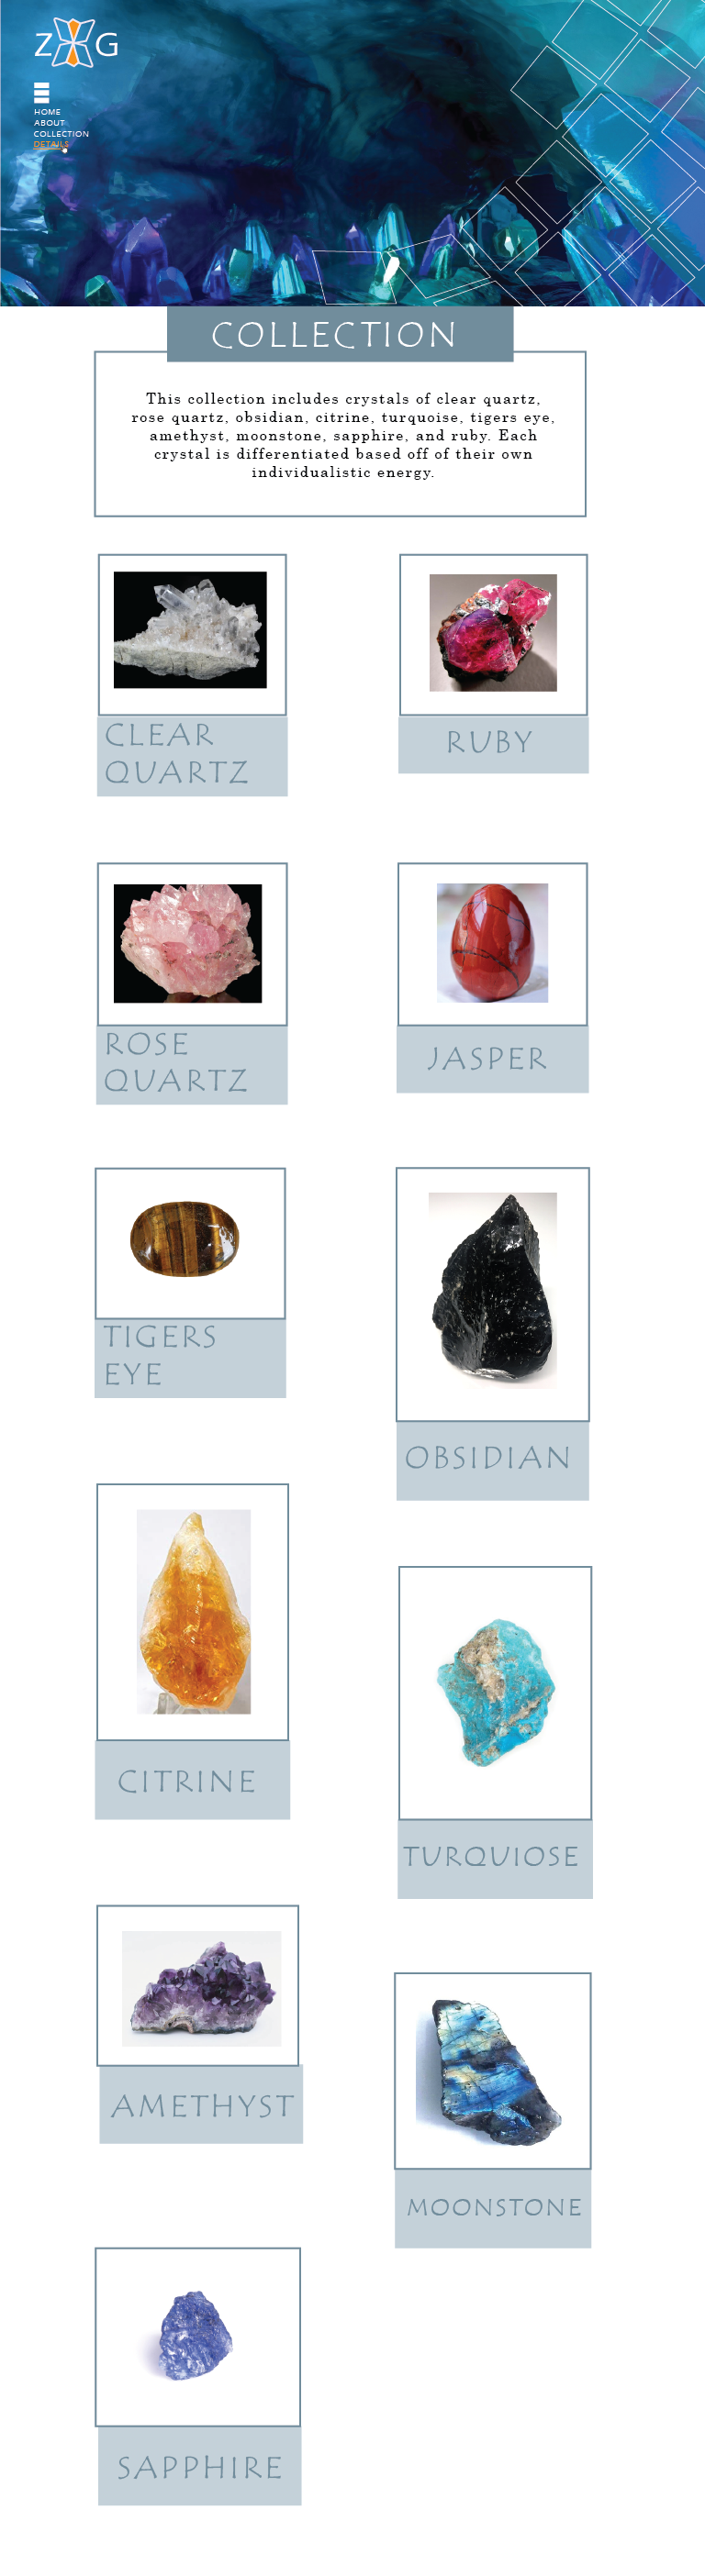 Z G
HOME
ABOUT
COLLECTION
DETAILS
COLLECTION
This collection includes crystals of clear quartz,
rose quartz, obsidian, citrine, turquoise, tigers eye,
amethyst, moonstone, sapphire, and ruby. Each
crystal is differentiated based off of their own
individualistic energy.
CLEAR
QUARTZ
RUBY
ROSE
QUARTZ
JASPER
TIGERS
EYE
OBSIDIAN
CITRINE
TURQUIOSE
AMETHYST
MOONSTONE
SAPPHIRE